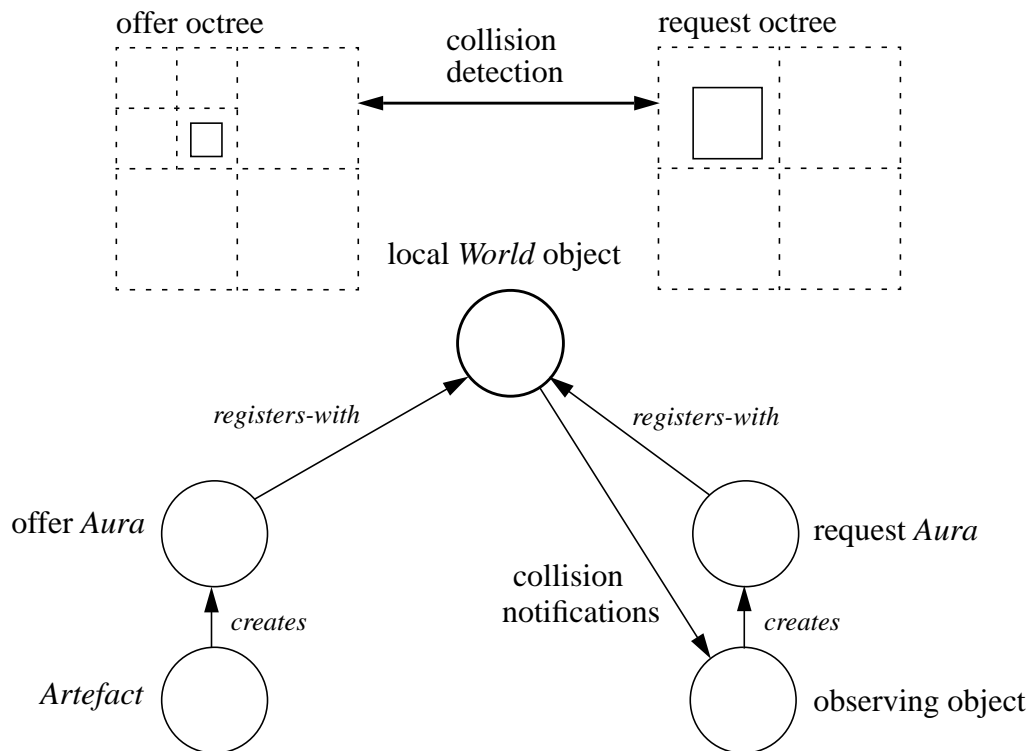 offer octree
request octree
collision
detection
local World object
registers-with
registers-with
offer Aura
request Aura
collision
notifications
creates
creates
Artefact
observing object